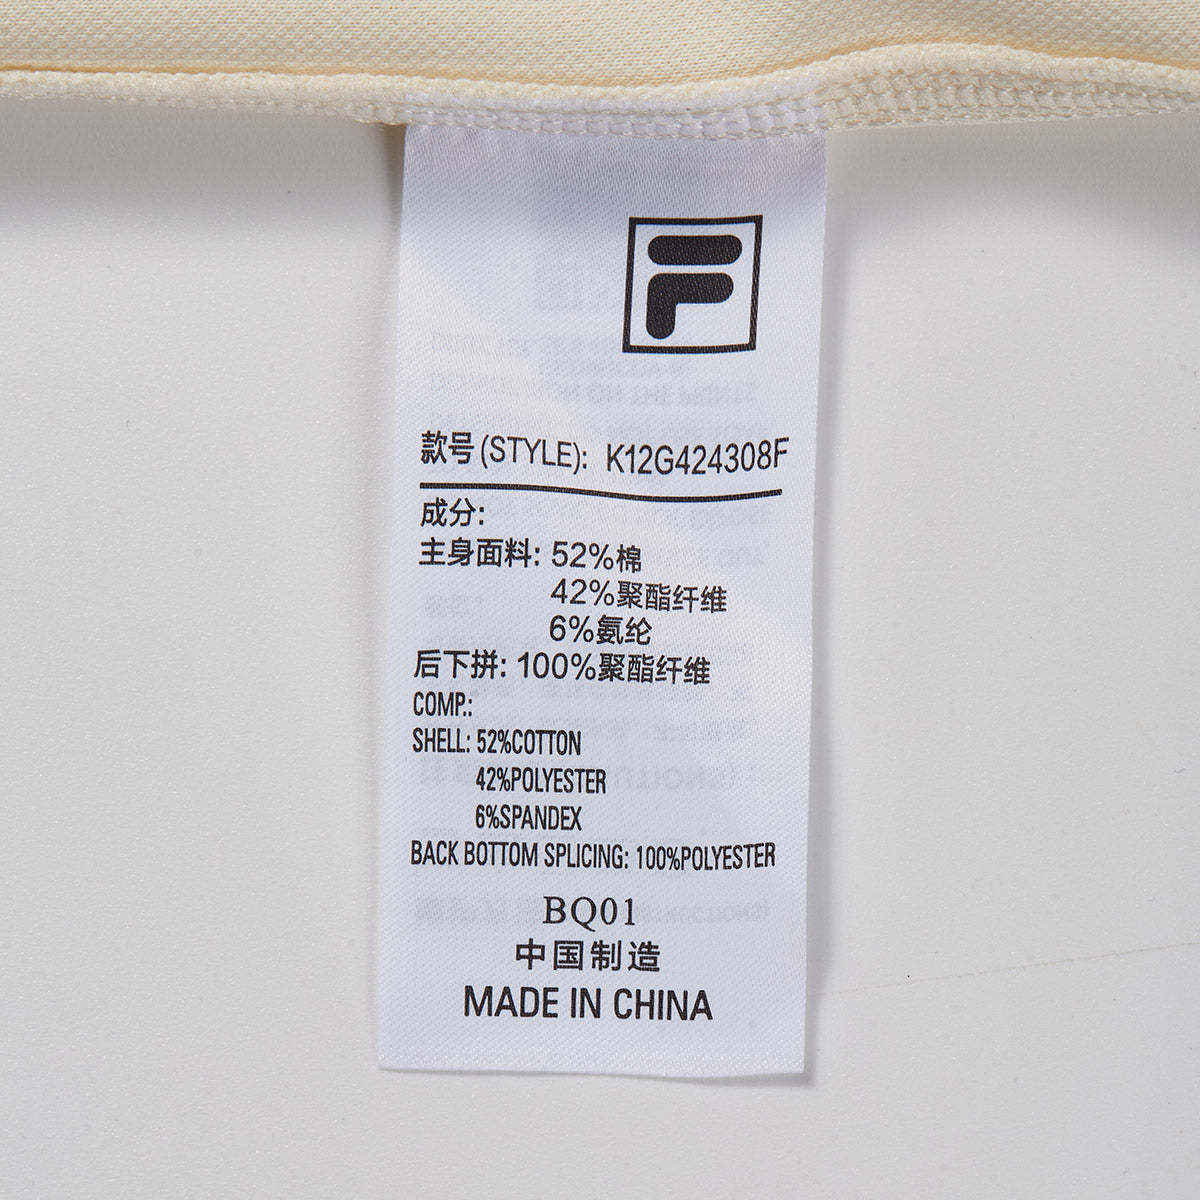 F
款号(STYLE): K12G424308F
成分:
主身面料: 52%棉
42%聚酯纤维
6%氨纶
后下拼: 100%聚酯纤维
COMP.:
SHELL: 52%COTTON
42%POLYESTER
6%SPANDEX
BACK BOTTOM SPLICING: 100%POLYESTER
BQ01
中国制造
MADE IN CHINA